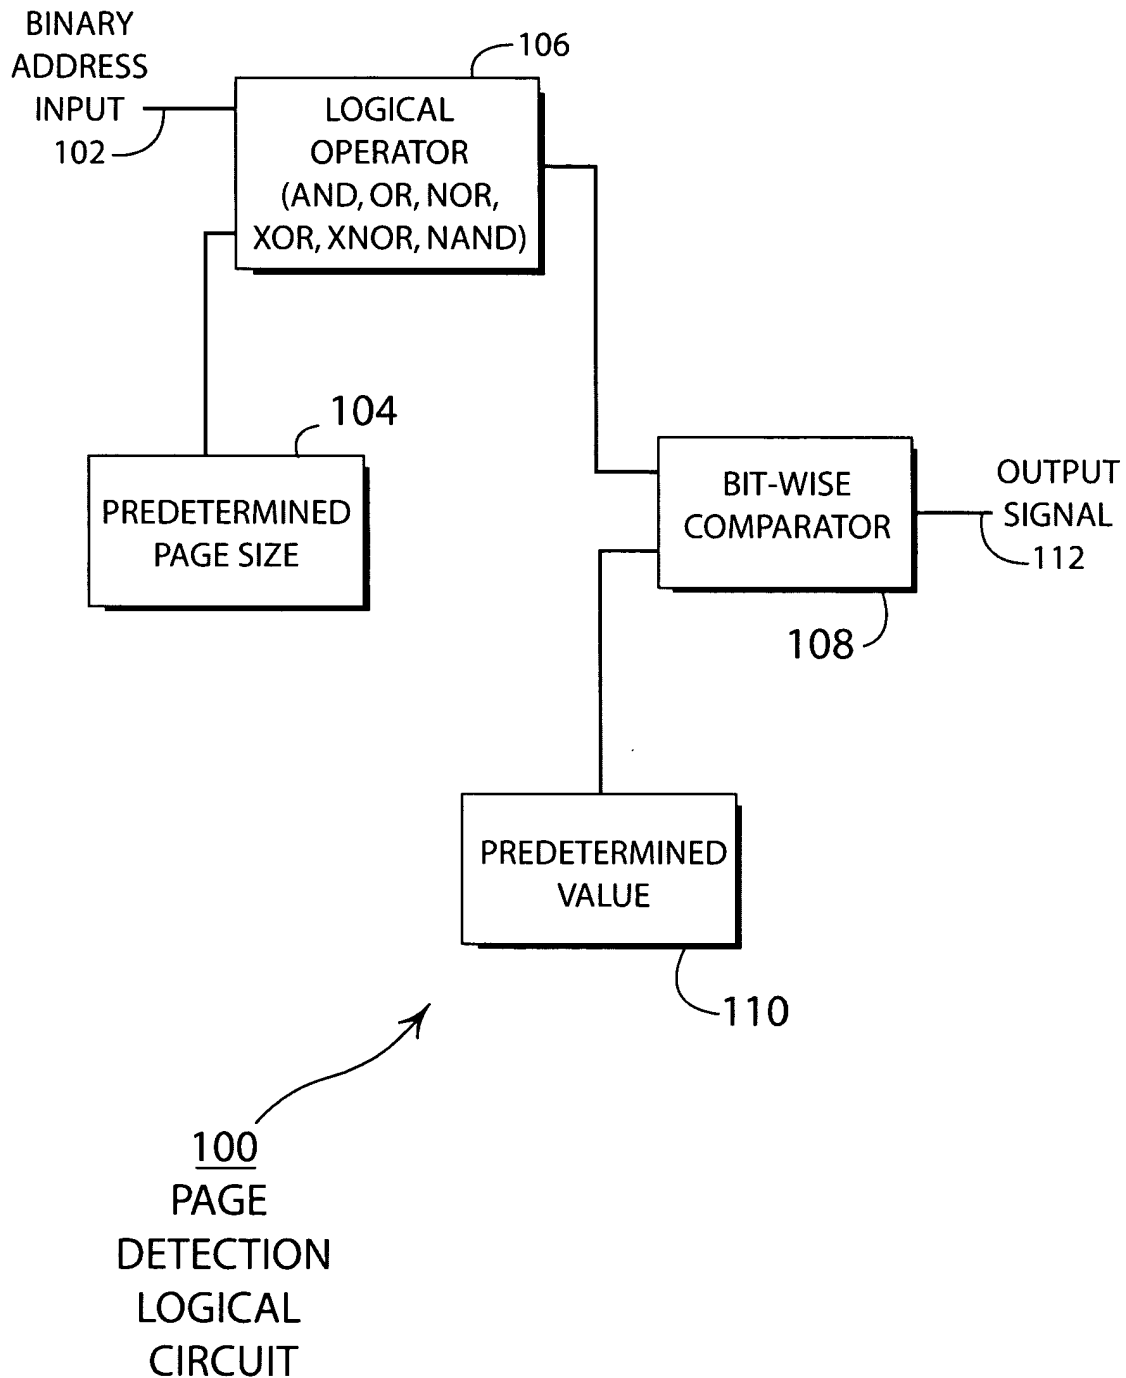 BINARY
ADDRESS
INPUT
102
106
LOGICAL
OPERATOR
(AND, OR, NOR,
XOR, XNOR, NAND)
104
PREDETERMINED
PAGE SIZE
BIT-WISE
COMPARATOR
108
OUTPUT
SIGNAL
112
PREDETERMINED
VALUE
110
100
PAGE
DETECTION
LOGICAL
CIRCUIT